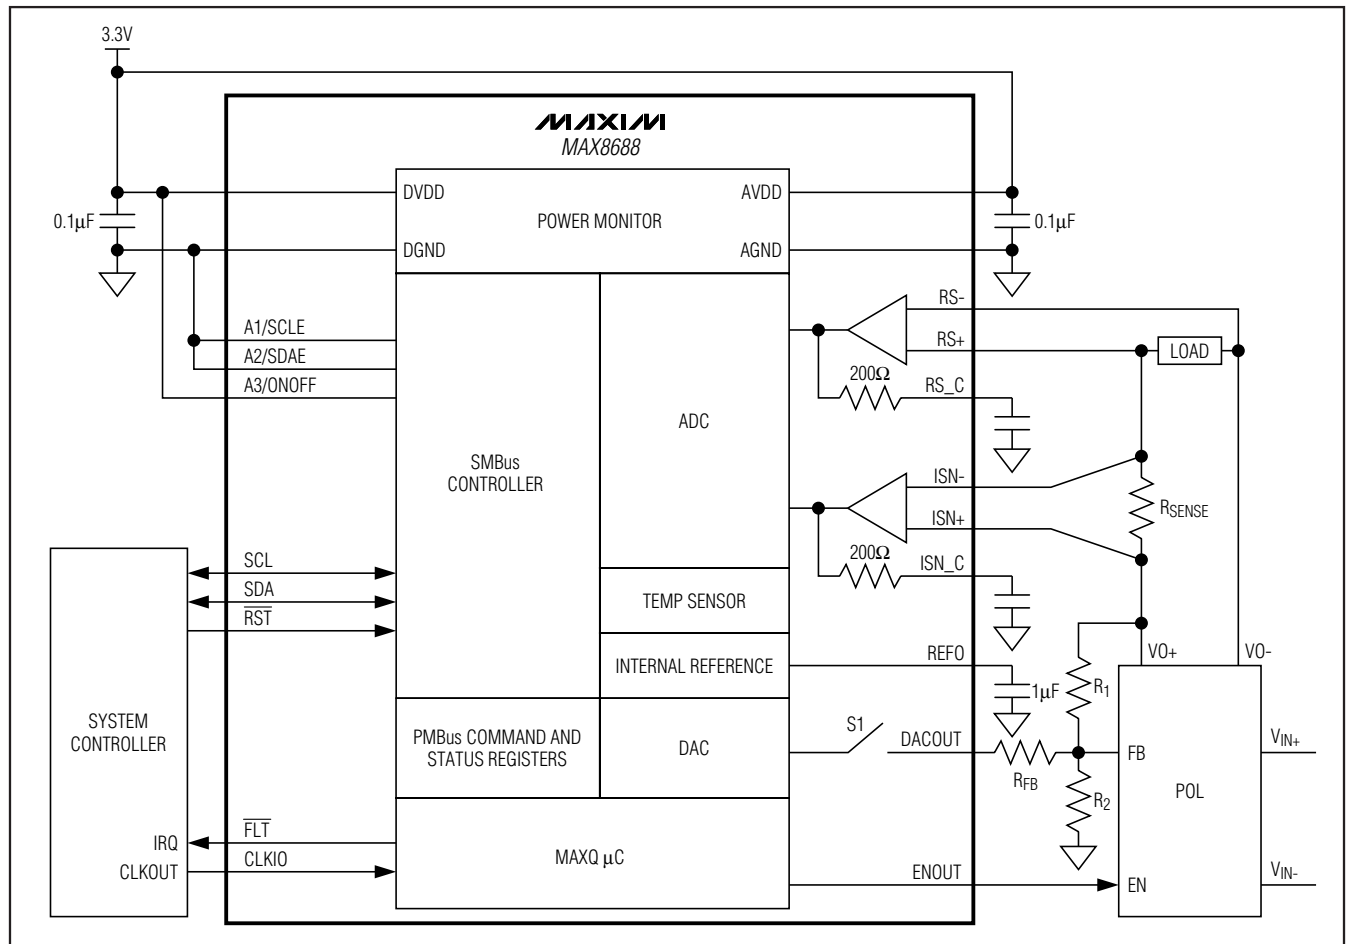 3.3V
MAXIM
MAX8688
DVDD
AVDD
0.1µF
POWER MONITOR
0.1µF
DGND
AGND
RS-
A1/SCLE
RS+
LOAD
A2/SDAE
200Ω
A3/ONOFF
RS_C
ADC
SMBus
CONTROLLER
ISN-
RSENSE
ISN+
200Ω
SCL
ISN_C
SDA
TEMP SENSOR
RST
REFO
VO+
VO-
INTERNAL REFERENCE
1µF
R1
SYSTEM
CONTROLLER
PMBus COMMAND AND
STATUS REGISTERS
DAC
S1
DACOUT
FB
VIN+
RFB
R2
POL
FLT
IRQ
MAXQ µC
CLKIO
CLKOUT
ENOUT
EN
VIN-